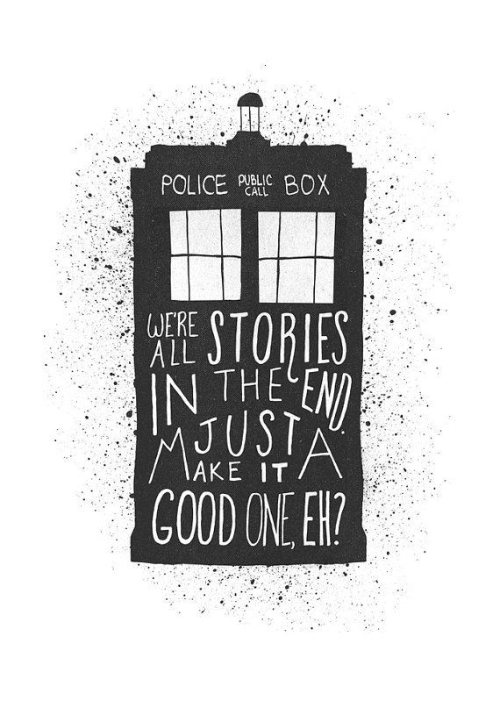 POLICE PUBLIC CALL BOX
WE'RE ALL STORIES
IN THE END.
JUST
MAKE IT A
GOOD ONE, EH?